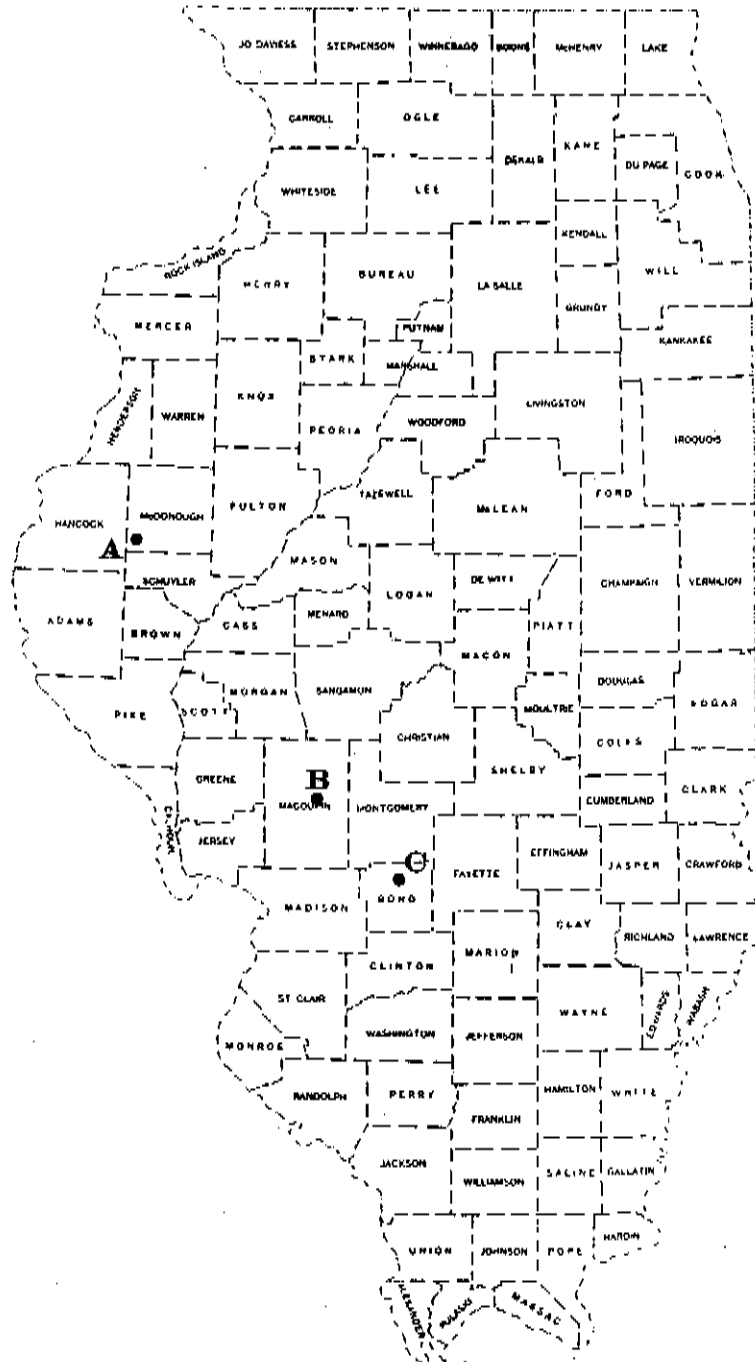 JO DAVIESS STEPHENSON WINNEBAGO BOONE McHENRY LAKE
CARROLL OGLE
DEKALB KANE
DU PAGE COOK
WHITESIDE LEE
KENDALL
ROCK ISLAND HENRY BUREAU LA SALLE WILL
GRUNDY
MERCER PUTNAM KANKAKEE
STARK MARSHALL
HENDERSON WARREN KNOX PEORIA WOODFORD LIVINGSTON IROQUOIS
HANCOCK McDONOUGH FULTON TAZEWELL McLEAN FORD
A
MASON
SCHUYLER DE WITT CHAMPAIGN VERMILION
ADAMS BROWN CASS MENARD LOGAN PIATT
MACON
PIKE SCOTT MORGAN SANGAMON DOUGLAS EDGAR
MOULTRIE
CHRISTIAN COLES
GREENE B SHELBY CLARK
MACOUPIN MONTGOMERY CUMBERLAND
CALHOUN JERSEY EFFINGHAM
C FAYETTE JASPER CRAWFORD
BOND
MADISON CLAY RICHLAND LAWRENCE
CLINTON MARION
ST CLAIR WAYNE EDWARDS WABASH
WASHINGTON JEFFERSON
MONROE
RANDOLPH PERRY HAMILTON WHITE
FRANKLIN
JACKSON WILLIAMSON SALINE GALLATIN
UNION JOHNSON POPE HARDIN
ALEXANDER PULASKI MASSAC